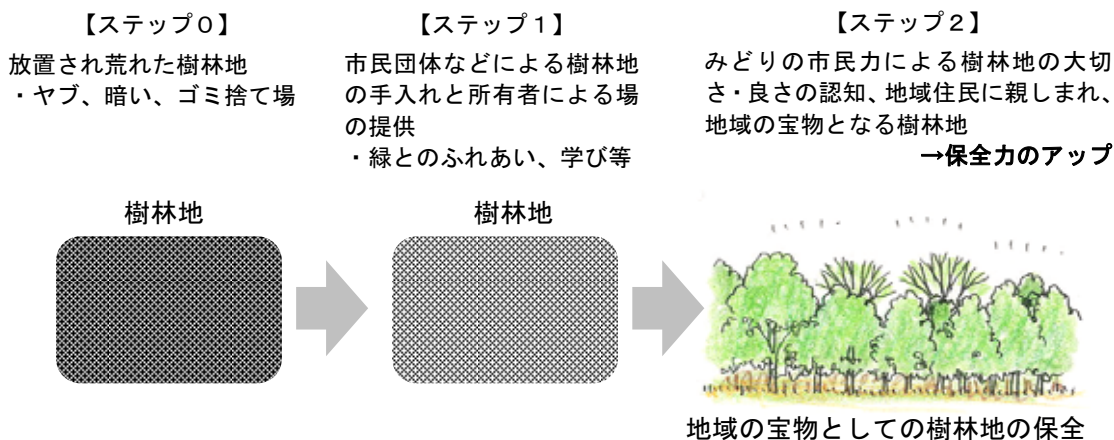 【ステップ０】
放置され荒れた樹林地
・ヤブ、暗い、ゴミ捨て場
【ステップ１】
市民団体などによる樹林地
の手入れと所有者による場
の提供
・緑とのふれあい、学び等
【ステップ２】
みどりの市民力による樹林地の大切
さ・良さの認知、地域住民に親しまれ、
地域の宝物となる樹林地
→保全力のアップ
樹林地
樹林地
地域の宝物としての樹林地の保全